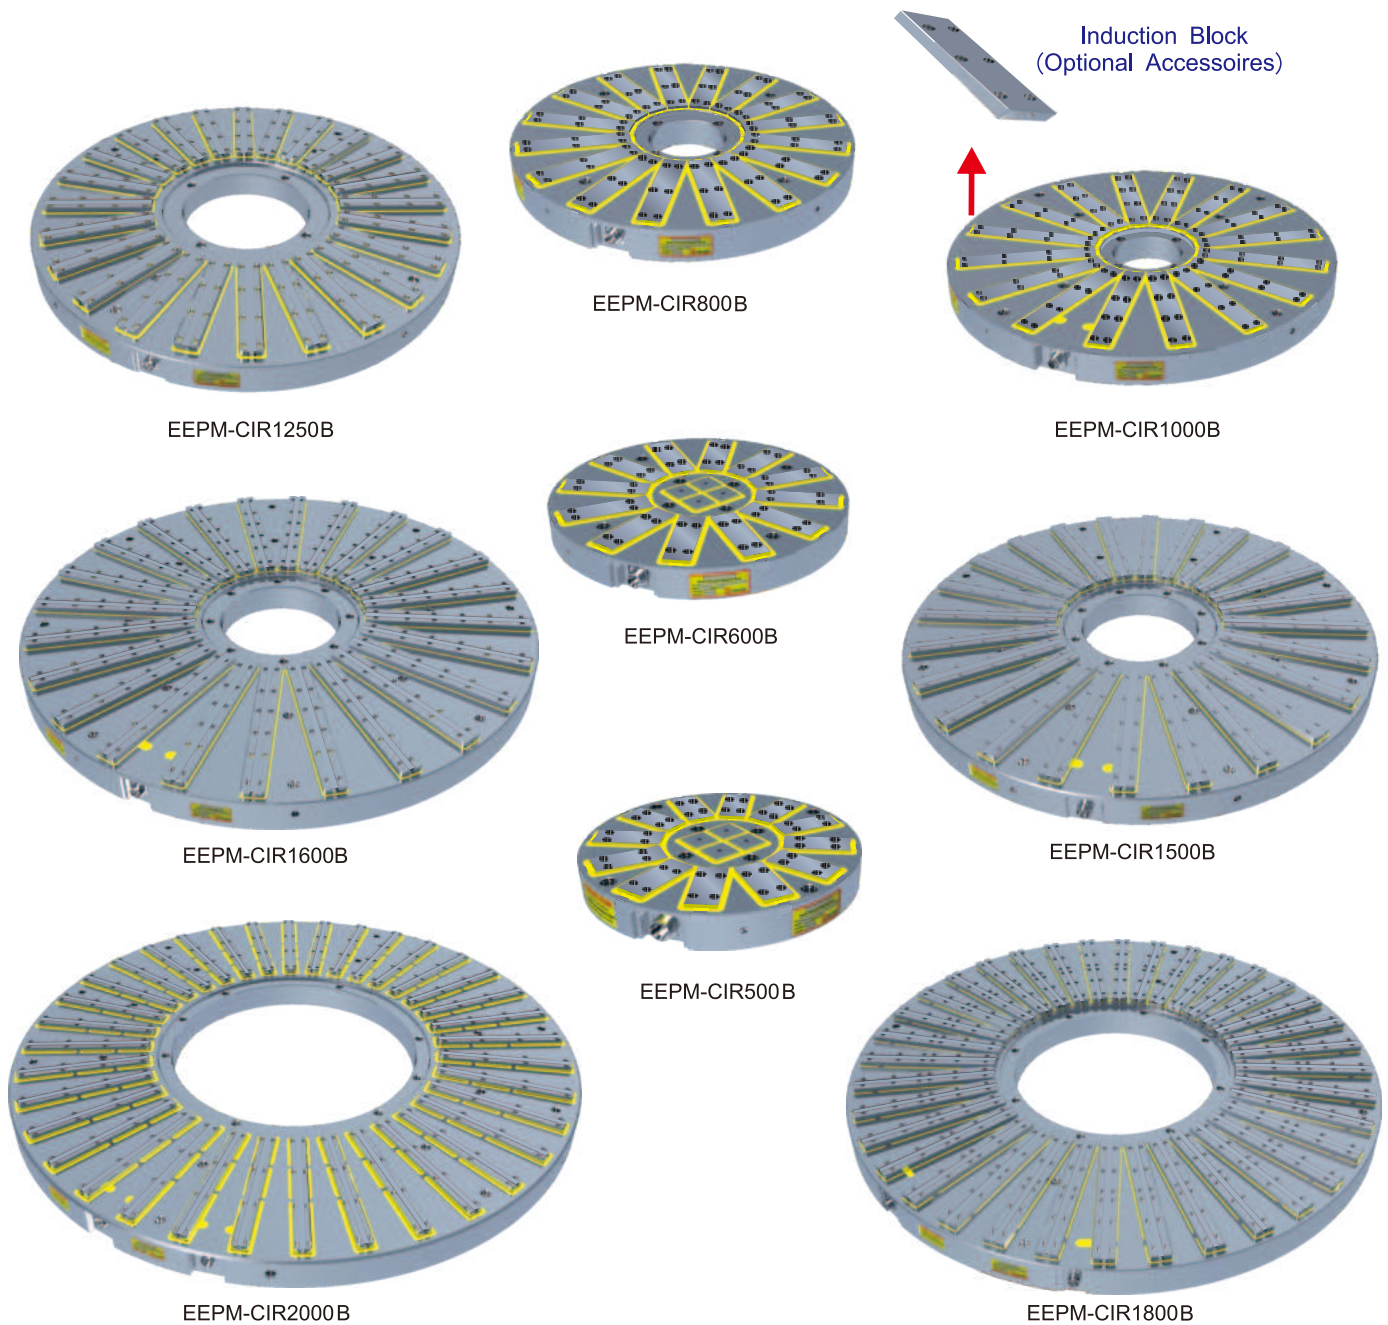 Induction Block
(Optional Accessoires)
EEPM-CIR800B
EEPM-CIR1250B
EEPM-CIR1000B
EEPM-CIR600B
EEPM-CIR1600B
EEPM-CIR1500B
EEPM-CIR500B
EEPM-CIR2000B
EEPM-CIR1800B